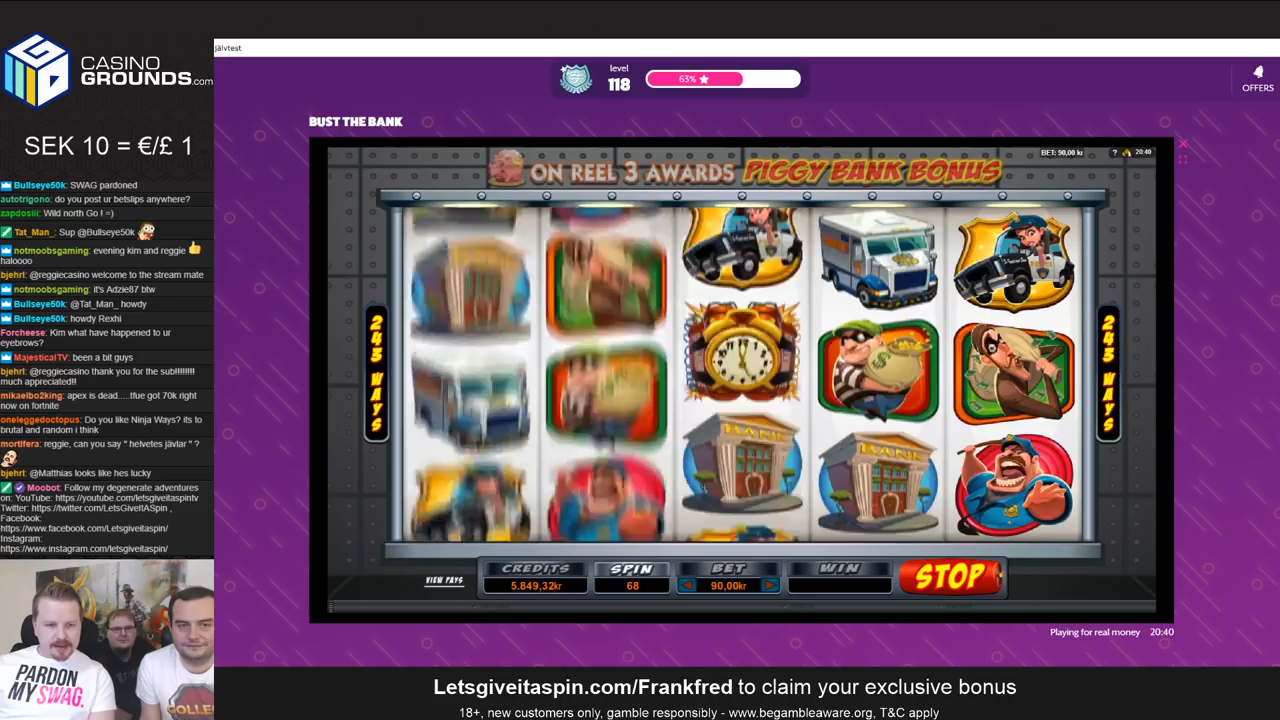 CASINO
GROUNDS.com
SEK 10 = €/£ 1
Bullseye50k: SWAG pardoned
autotrigono: do you post ur betslips anywhere?
zapdosiii: Wild north Go ! =)
Tat_Man_: Sup @Bullseye50k
notmoobsgaming: evening kim and reggie
haloooo
bjehrl: @reggiecasino welcome to the stream mate
notmoobsgaming: it's Adzie87 btw
Bullseye50k: @Tat_Man_ howdy
Bullseye50k: howdy Rexhi
Forcheese: Kim what have happened to ur
eyebrows?
MajesticalTV: been a bit guys
bjehrl: @reggiecasino thank you for the sub!!!!!!!!!
much appreciated!!
mikaelbo2king: apex is dead.....tfue got 70k right
now on fortnite
oneleggedoctopus: Do you like Ninja Ways? its to
brutal and random i think
mortifera: reggie, can you say " helvetes jävlar" ?
bjehrl: @Matthias looks like hes lucky
Moobot: Follow my degenerate adventures
on: YouTube: https://youtube.com/letsgiveitaspintv
Twitter: https://twitter.com/LetsGiveItASpin ,
Facebook:
https://www.facebook.com/Letsgiveitaspin/
Instagram:
https://www.instagram.com/letsgiveitaspin/
PARDON
MY SWAG.
jälvtest
level
118
63%
OFFERS
BUST THE BANK
BET: 90,00 kr ? 20:40
ON REEL 3 AWARDS PIGGY BANK BONUS
243 WAYS
243 WAYS
BANK
BANK
VIEW PAYS
CREDITS
5.849,32kr
SPIN
68
BET
90,00kr
WIN
STOP
Playing for real money 20:40
Letsgiveitaspin.com/Frankfred to claim your exclusive bonus
18+, new customers only, gamble responsibly - www.begambleaware.org, T&C apply